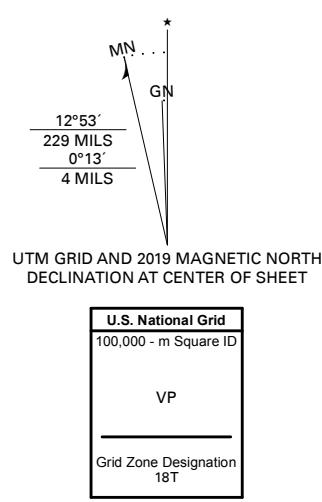 ★
MN
GN
12°53´
229 MILS
0°13´
4 MILS
UTM GRID AND 2019 MAGNETIC NORTH
DECLINATION AT CENTER OF SHEET
U.S. National Grid
100,000 - m Square ID
VP
Grid Zone Designation
18T